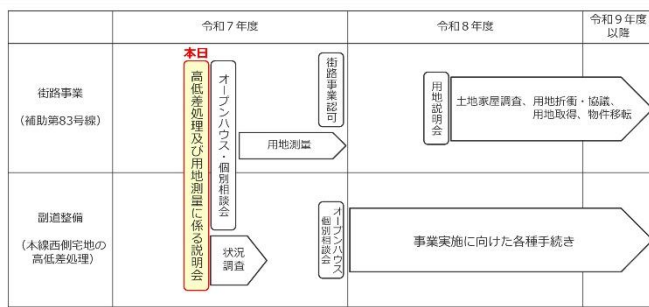 令和７年度
令和８年度
令和９年度
以降
街路事業
（補助第83号線）
本日
高低差処理及び用地測量に係る説明会
オープンハウス・個別相談会
用地測量
街路事業認可
用地説明会
土地家屋調査、用地折衝・協議、
用地取得、物件移転
副道整備
（本線西側宅地の
高低差処理）
状況
調査
オープンハウス
個別相談会
事業実施に向けた各種手続き